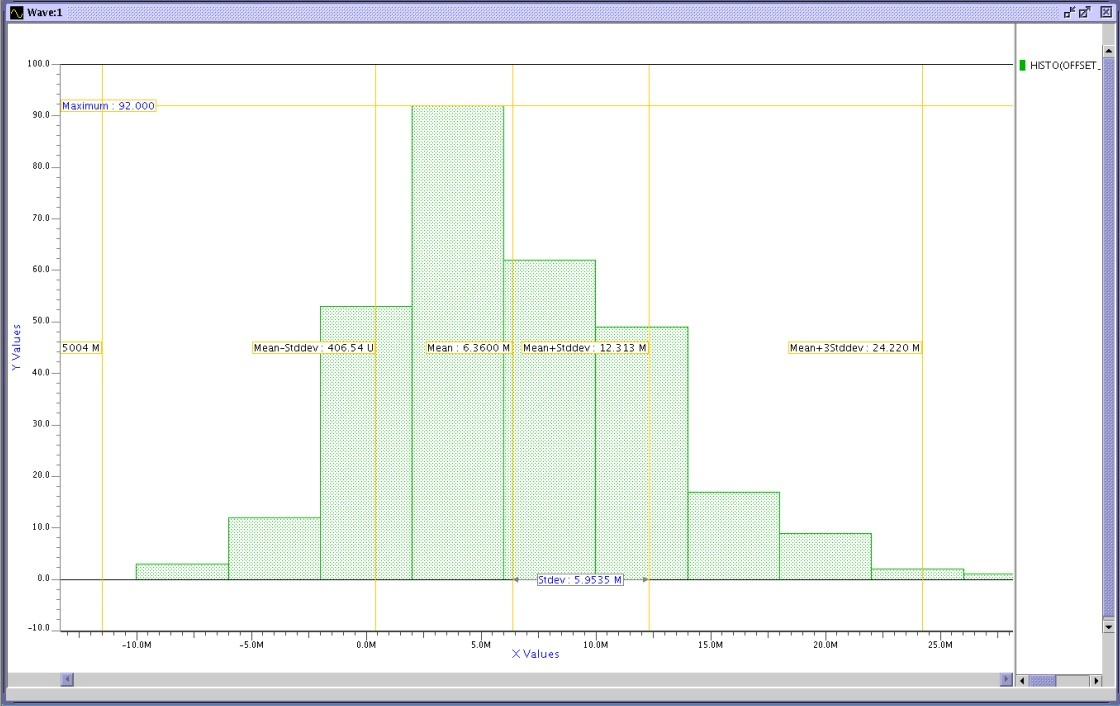 Wave:1
HISTO(OFFSET_
100.0
Maximum : 92.000
90.0
80.0
70.0
60.0
50.0
5004 M
Mean-Stddev : 406.54 U
Mean : 6.3600 M
Mean+Stddev : 12.313 M
Mean+3Stddev : 24.220 M
Y Values
40.0
30.0
20.0
10.0
0.0
Stdev : 5.9535 M
-10.0
-10.0M -5.0M 0.0M 5.0M 10.0M 15.0M 20.0M 25.0M
X Values